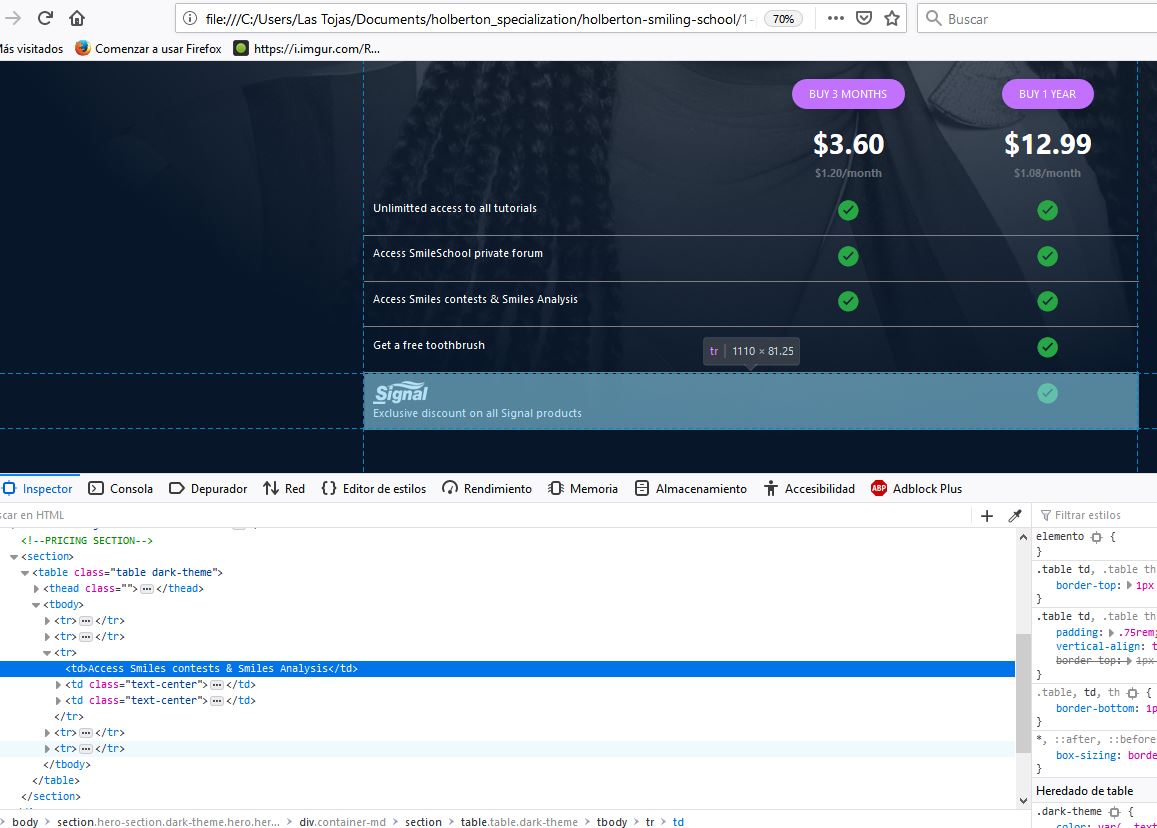 file:///C:/Users/Las Tojas/Documents/holberton_specialization/holberton-smiling-school/1-
70%
Buscar
Más visitados
Comenzar a usar Firefox
https://i.imgur.com/R...
BUY 3 MONTHS
BUY 1 YEAR
$3.60
$12.99
$1.20/month
$1.08/month
Unlimitted access to all tutorials
Access SmileSchool private forum
Access Smiles contests & Smiles Analysis
Get a free toothbrush
tr | 1110 × 81.25
Signal
Exclusive discount on all Signal products
Inspector
Consola
Depurador
Red
Editor de estilos
Rendimiento
Memoria
Almacenamiento
Accesibilidad
ABP
Adblock Plus
scar en HTML
Filtrar estilos
<!--PRICING SECTION-->
<section>
<table class="table dark-theme">
<thead class="">...</thead>
<tbody>
<tr>...</tr>
<tr>...</tr>
<tr>
<td>Access Smiles contests & Smiles Analysis</td>
<td class="text-center">...</td>
<td class="text-center">...</td>
</tr>
<tr>...</tr>
<tr>...</tr>
</tbody>
</table>
</section>
elemento {
}
.table td, .table th
border-top: 1px
}
.table td, .table th
padding: .75rem;
vertical-align: t
border-top: 1px
}
.table, td, th {
border-bottom: 1p
}
*, ::after, ::before
box-sizing: borde
}
Heredado de table
.dark-theme {
color: var(
body
section.hero-section.dark-theme.hero.her...
div.container-md
section
table.table.dark-theme
tbody
tr
td